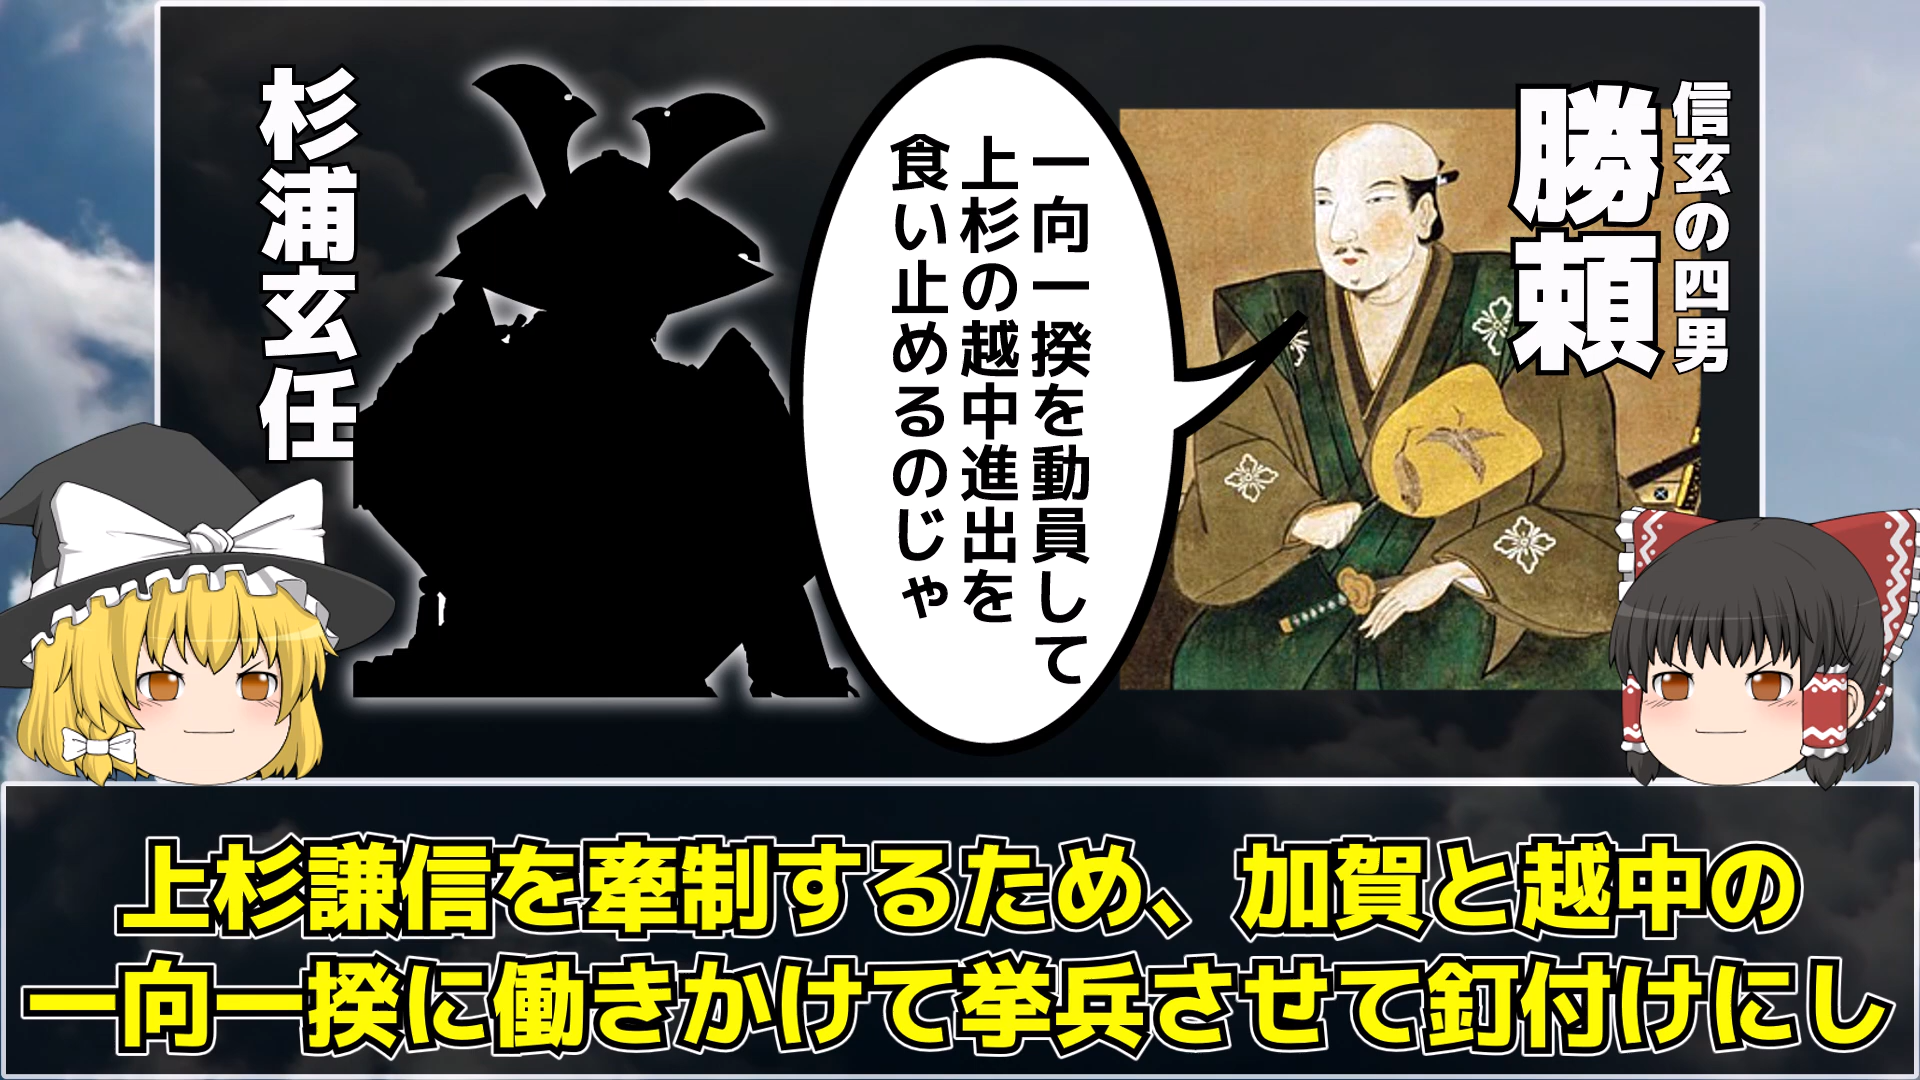 信玄の四男
勝頼
一向一揆を動員して
上杉の越中進出を
食い止めるのじゃ
杉浦玄任
上杉謙信を牽制するため、加賀と越中の
一向一揆に働きかけて挙兵させて釘付けにし